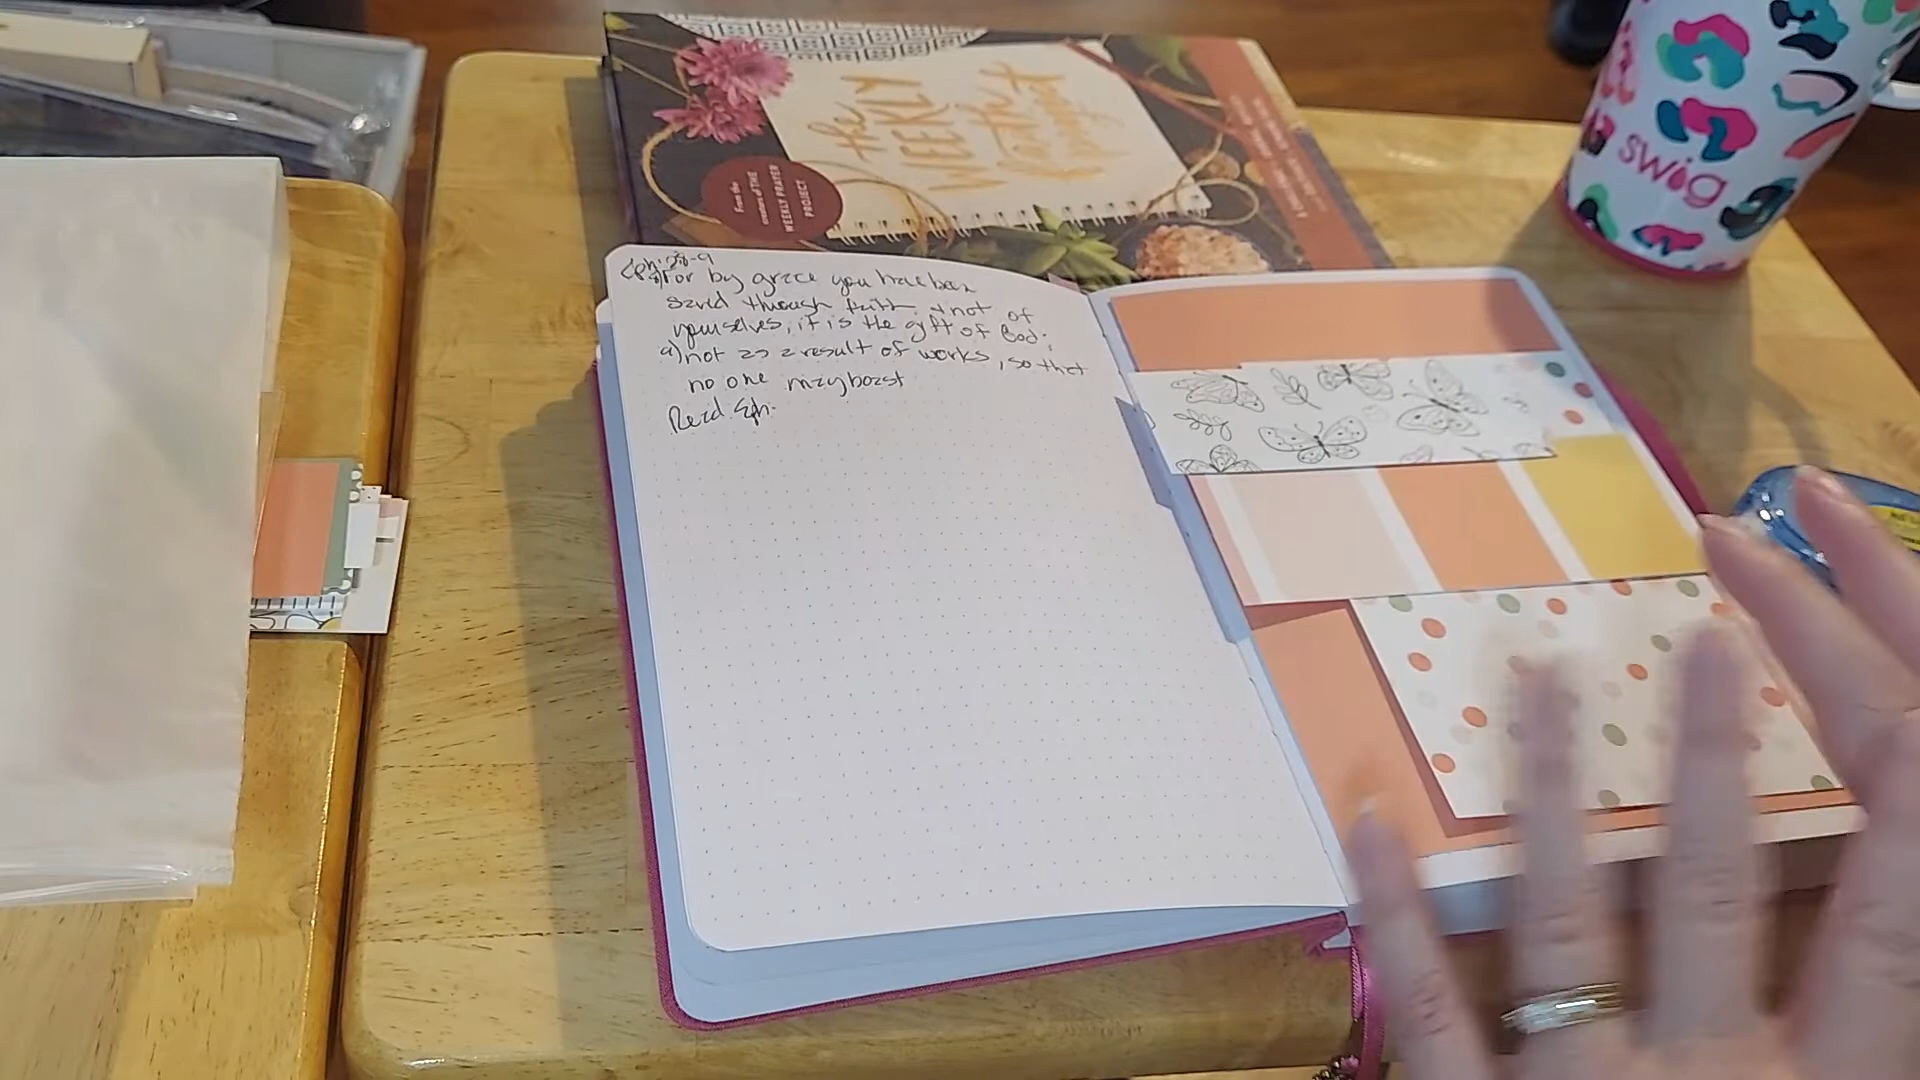 the
WEEKLY
faith
project
From the
creators of THE
WEEKLY PRAYER
PROJECT
swig
Eph: 2:8-9
8) For by grace you have been
saved through faith, & not of
yourselves, it is the gift of God;
9) not as a result of works, so that
no one may boast
Read Eph.